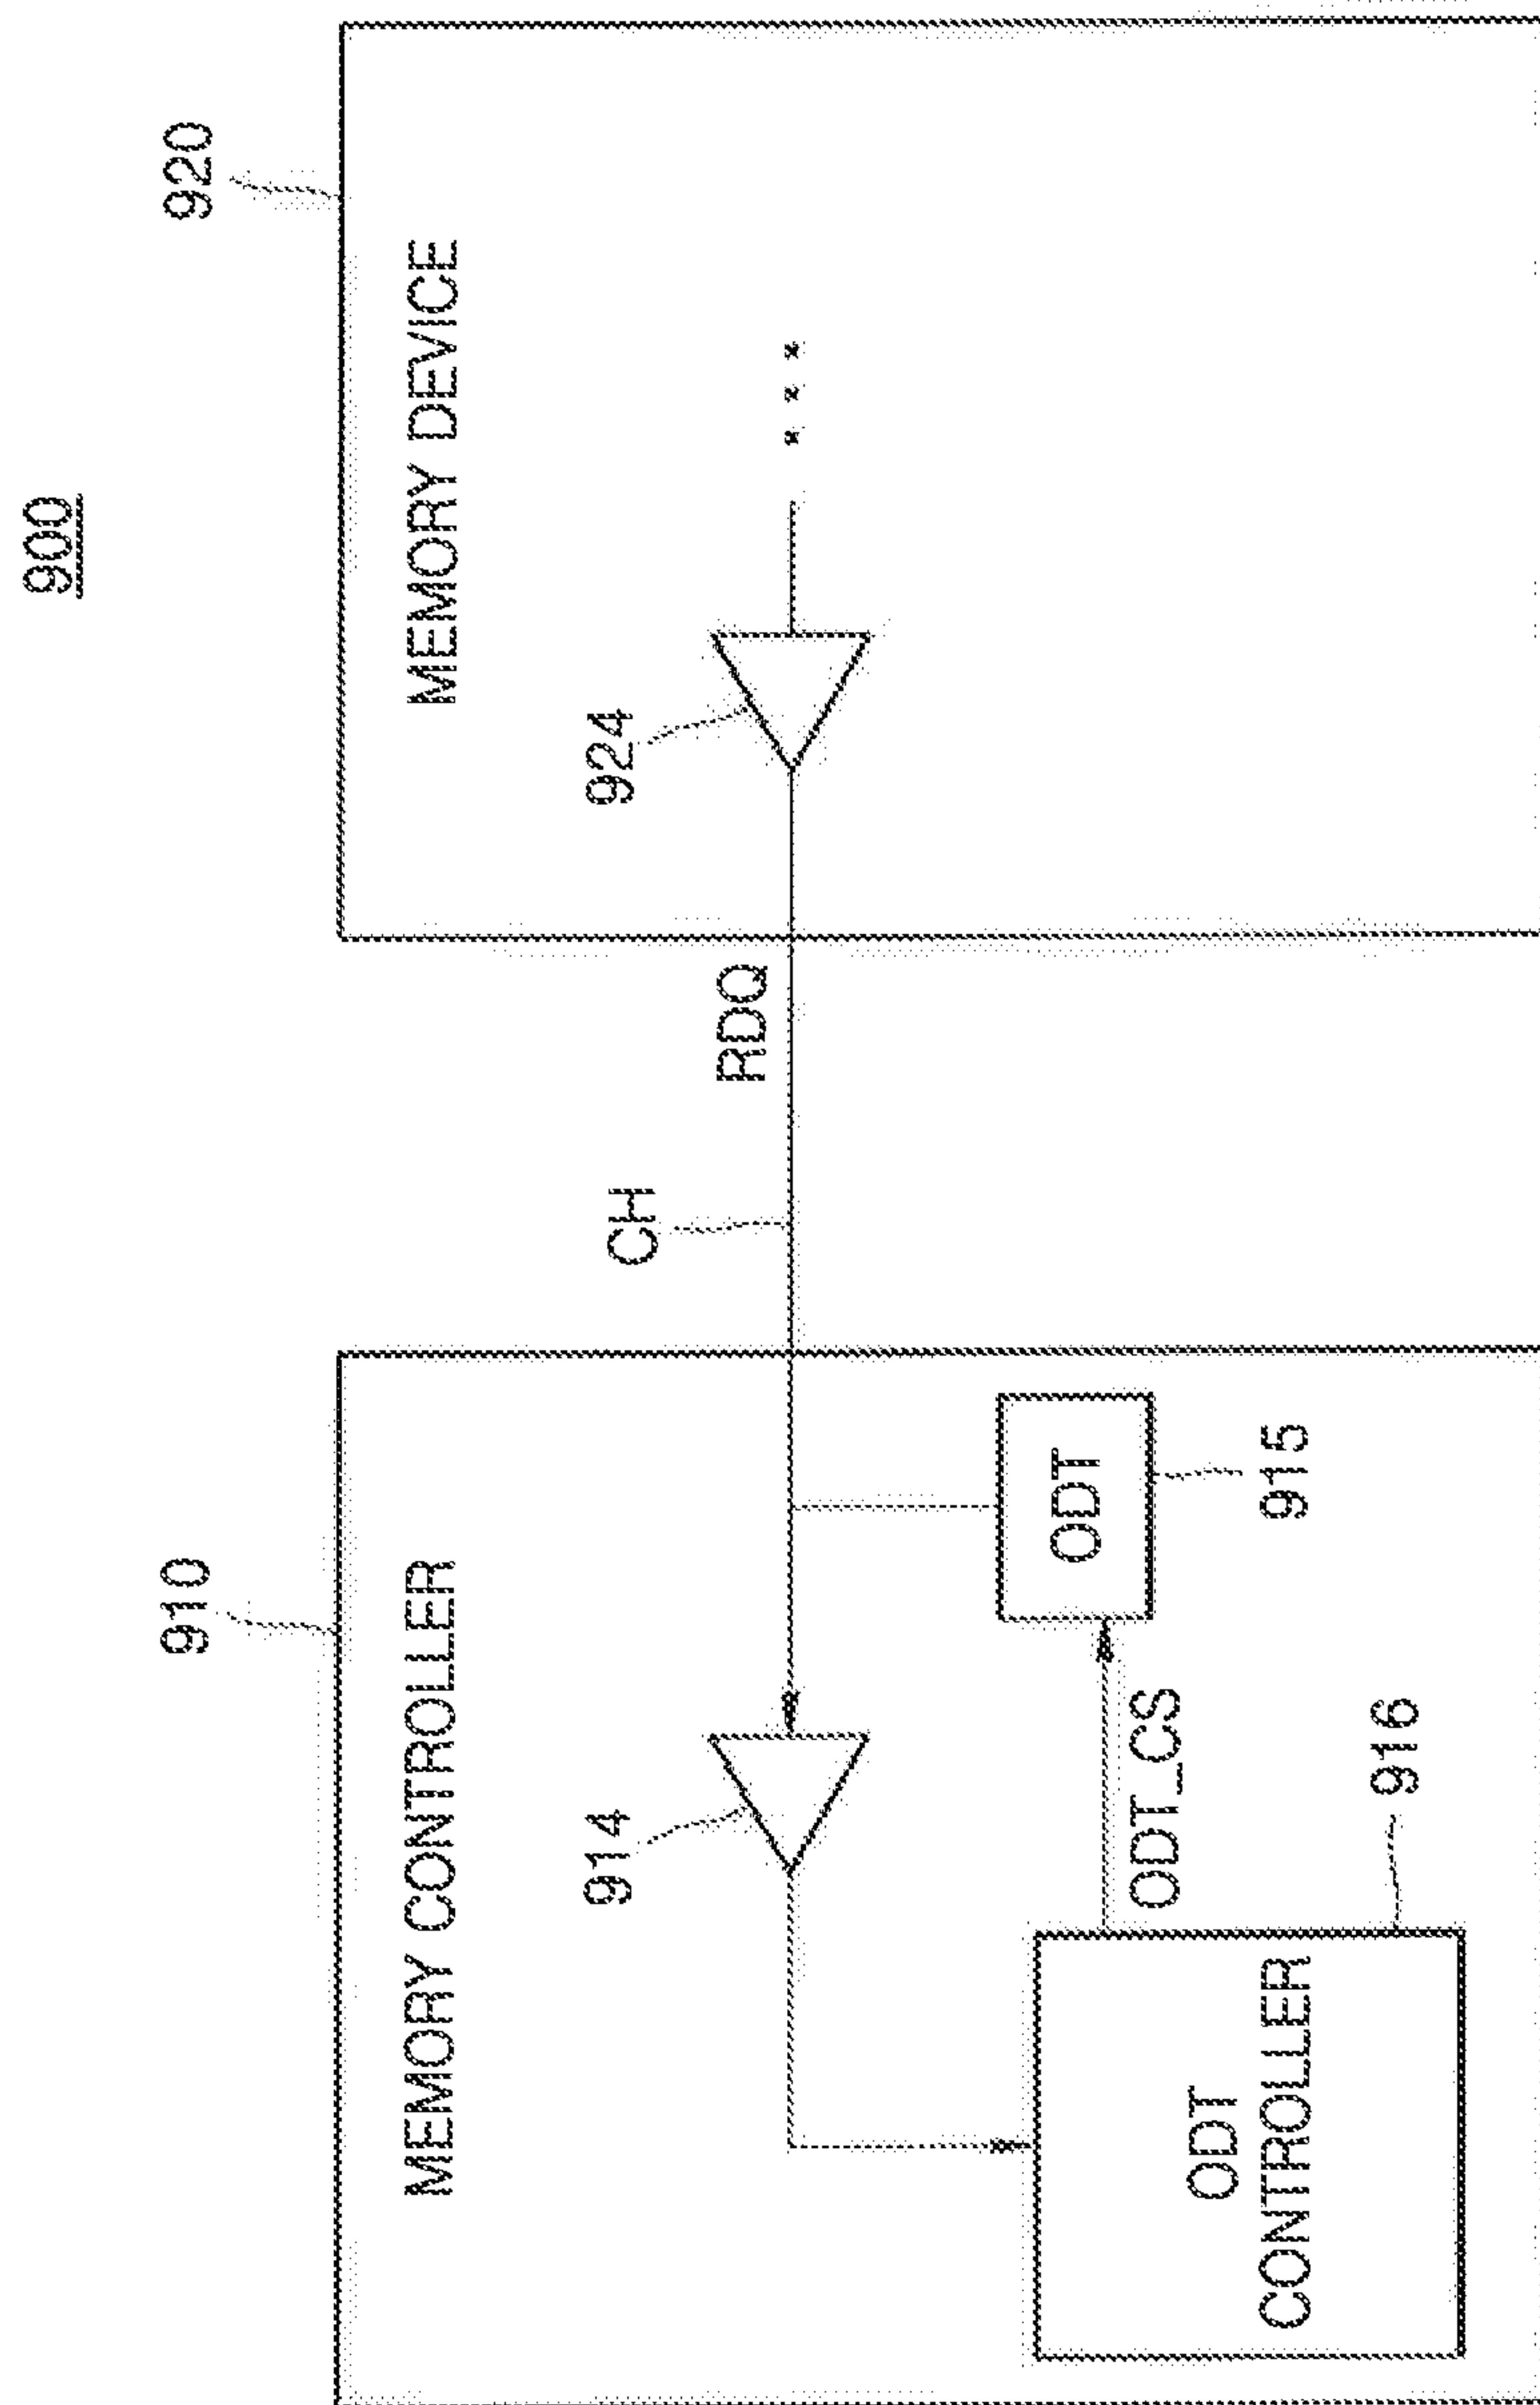 900
910
920
MEMORY CONTROLLER
MEMORY DEVICE
914
CH
924
RDQ
ODT
915
ODT_CS
ODT
CONTROLLER
916